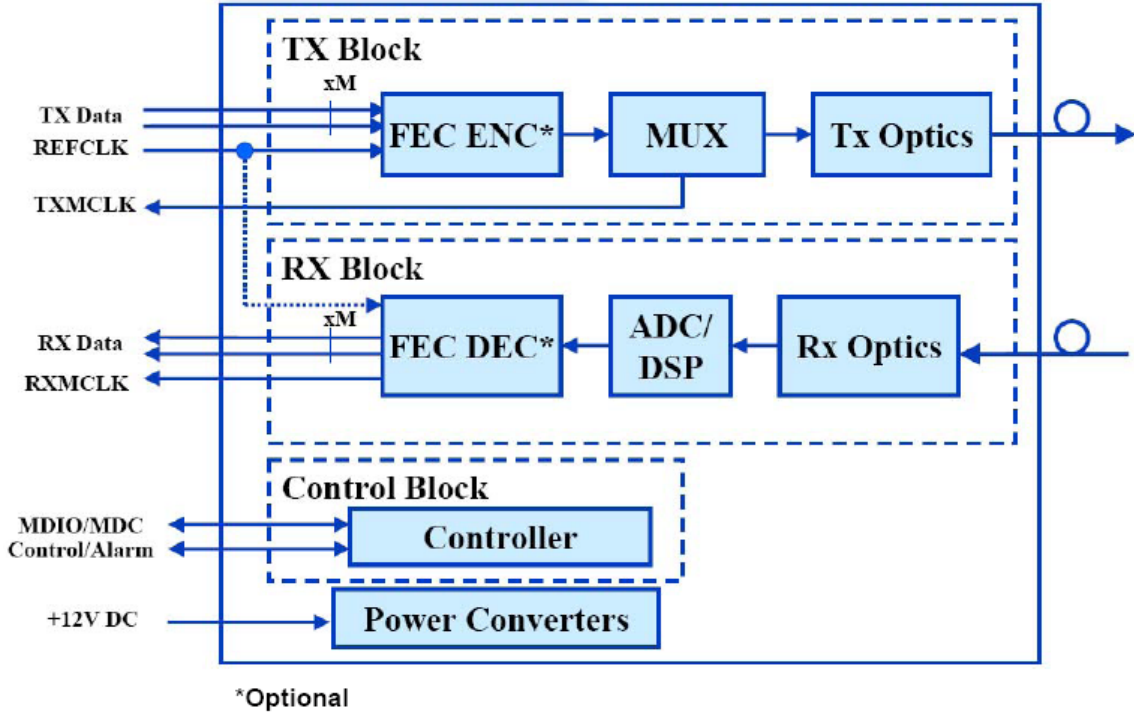 TX Block
xM
TX Data
REFCLK
FEC ENC*
MUX
Tx Optics
TXMCLK
RX Block
xM
RX Data
RXMCLK
FEC DEC*
ADC/
DSP
Rx Optics
Control Block
MDIO/MDC
Control/Alarm
Controller
+12V DC
Power Converters
*Optional